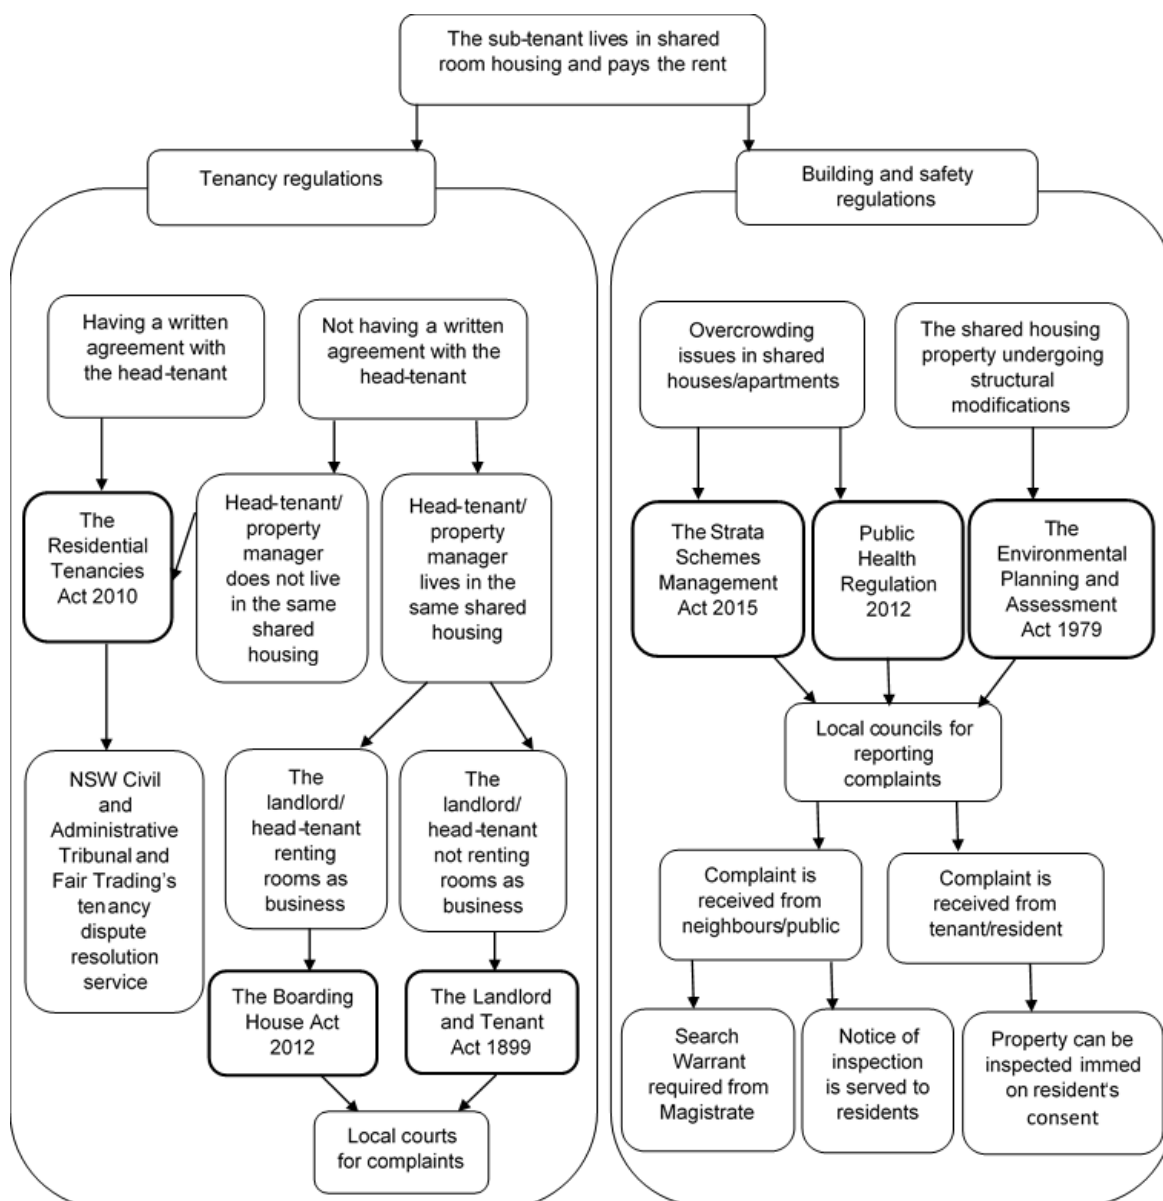 The sub-tenant lives in shared
room housing and pays the rent
Tenancy regulations
Building and safety
regulations
Having a written
agreement with
the head-tenant
Not having a written
agreement with the
head-tenant
Overcrowding
issues in shared
houses/apartments
The shared housing
property undergoing
structural
modifications
The
Residential
Tenancies
Act 2010
Head-tenant/
property
manager
does not live
in the same
shared
housing
Head-tenant/
property
manager
lives in the
same shared
housing
The Strata
Schemes
Management
Act 2015
Public
Health
Regulation
2012
The
Environmental
Planning and
Assessment
Act 1979
Local councils for
reporting
complaints
NSW Civil
and
Administrative
Tribunal and
Fair Trading's
tenancy
dispute
resolution
service
The
landlord/
head-tenant
renting
rooms as
business
The
landlord/
head-tenant
not renting
rooms as
business
Complaint is
received from
neighbours/public
Complaint is
received from
tenant/resident
The Boarding
House Act
2012
The Landlord
and Tenant
Act 1899
Search
Warrant
required from
Magistrate
Notice of
inspection
is served to
residents
Property can be
inspected immed
on resident's
consent
Local courts
for complaints